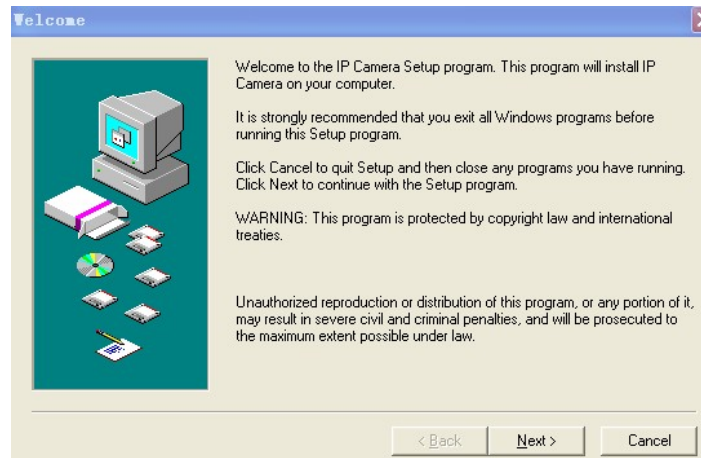 Welcome
Welcome to the IP Camera Setup program. This program will install IP
Camera on your computer.
It is strongly recommended that you exit all Windows programs before
running this Setup program.
Click Cancel to quit Setup and then close any programs you have running.
Click Next to continue with the Setup program.
WARNING: This program is protected by copyright law and international
treaties.
Unauthorized reproduction or distribution of this program, or any portion of it,
may result in severe civil and criminal penalties, and will be prosecuted to
the maximum extent possible under law.
< Back Next > Cancel